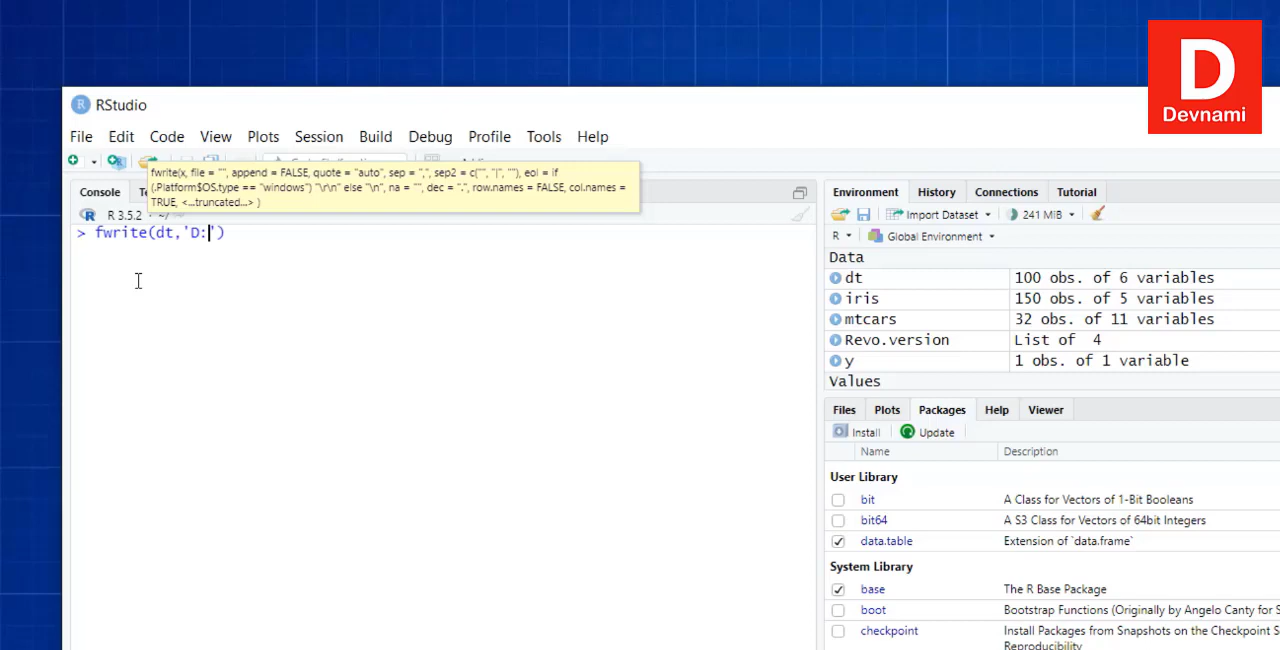 D
Devnami
R RStudio
File Edit Code View Plots Session Build Debug Profile Tools Help
fwrite(x, file = "", append = FALSE, quote = "auto", sep = ",", sep2 = c("", "|", ""), eol = if
(.Platform$OS.type == "windows") "\r\n" else "\n", na = "", dec = ".", row.names = FALSE, col.names =
TRUE, <...truncated...> )
Console
R R 3.5.2 · ~/
> fwrite(dt,'D:')
Environment History Connections Tutorial
Import Dataset 241 MiB
R Global Environment
Data
dt 100 obs. of 6 variables
iris 150 obs. of 5 variables
mtcars 32 obs. of 11 variables
Revo.version List of 4
y 1 obs. of 1 variable
Values
Files Plots Packages Help Viewer
Install Update
Name Description
User Library
bit A Class for Vectors of 1-Bit Booleans
bit64 A S3 Class for Vectors of 64bit Integers
data.table Extension of `data.frame`
System Library
base The R Base Package
boot Bootstrap Functions (Originally by Angelo Canty for S
checkpoint Install Packages from Snapshots on the Checkpoint S
Reproducibility